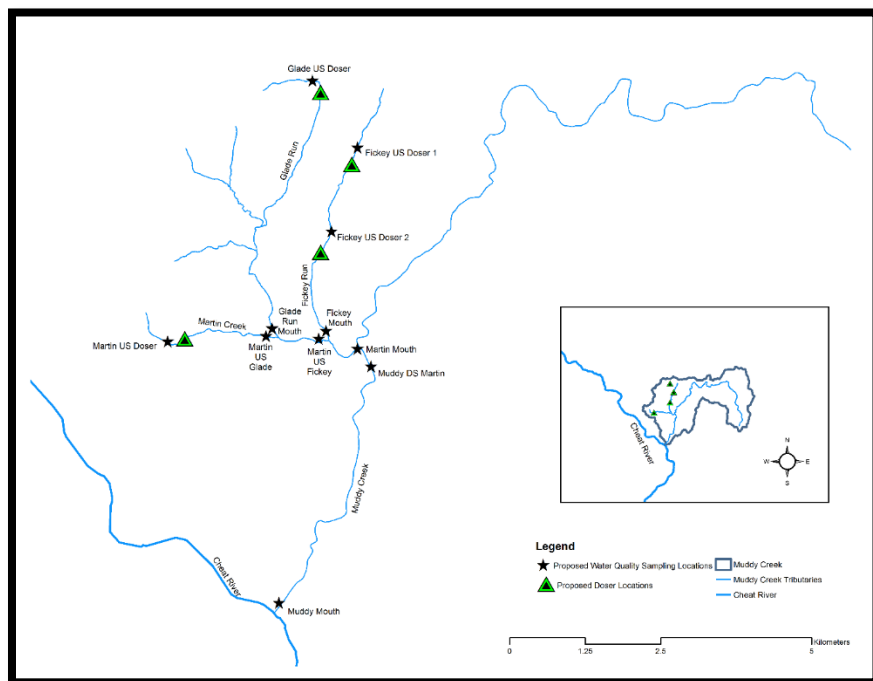 Glade US Doser
Glade Run
Fickey US Doser 1
Fickey US Doser 2
Fickey Run
Glade
Run
Mouth
Fickey
Mouth
Martin Creek
Martin US Doser
Martin
US
Glade
Martin
US
Fickey
Martin Mouth
Muddy DS Martin
Muddy Creek
Cheat River
Muddy Mouth
Cheat River
N
W
E
S
Legend
Proposed Water Quality Sampling Locations
Proposed Doser Locations
Muddy Creek
Muddy Creek Tributaries
Cheat River
Kilometers
0 1.25 2.5 5